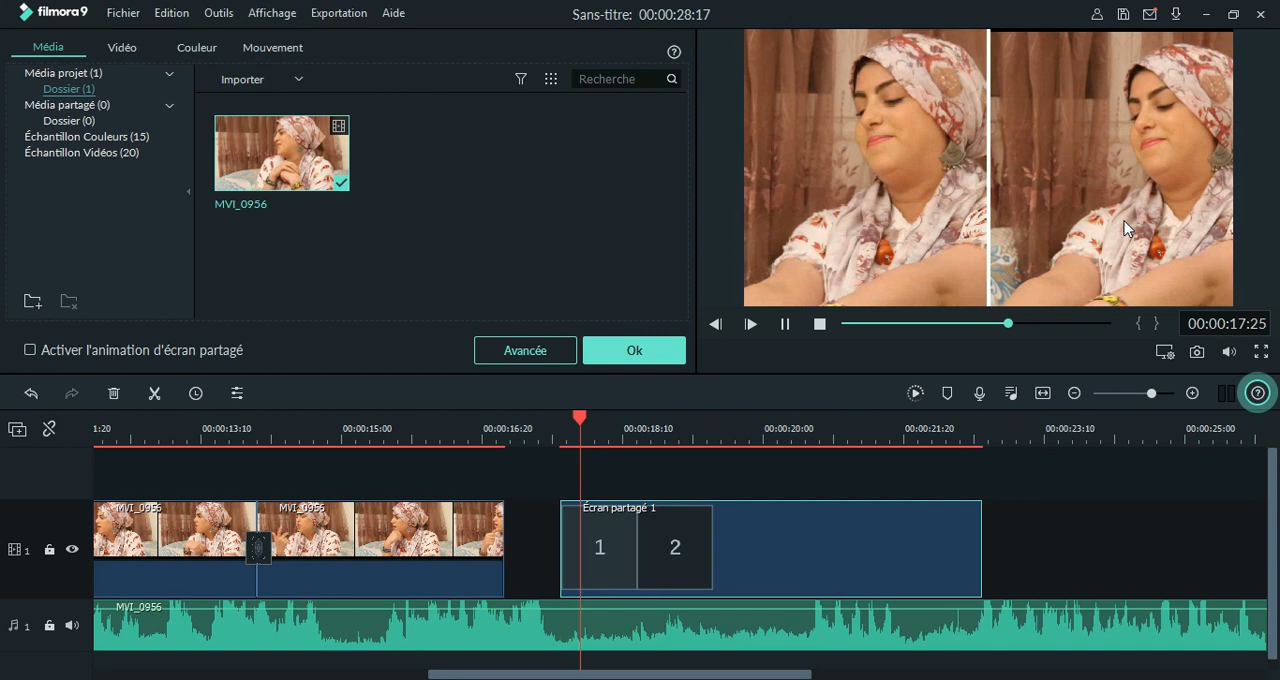 filmora9 Fichier Edition Outils Affichage Exportation Aide Sans-titre: 00:00:28:17
Média Vidéo Couleur Mouvement
Média projet (1)
Dossier (1)
Média partagé (0)
Dossier (0)
Échantillon Couleurs (15)
Échantillon Vidéos (20)
Importer Recherche
MVI_0956
Activer l'animation d'écran partagé Avancée Ok
{ } 00:00:17:25
1:20 00:00:13:10 00:00:15:00 00:00:16:20 00:00:18:10 00:00:20:00 00:00:21:20 00:00:23:10 00:00:25:00
MVI_0956 MVI_0956 Écran partagé 1
1 1 2
MVI_0956
1